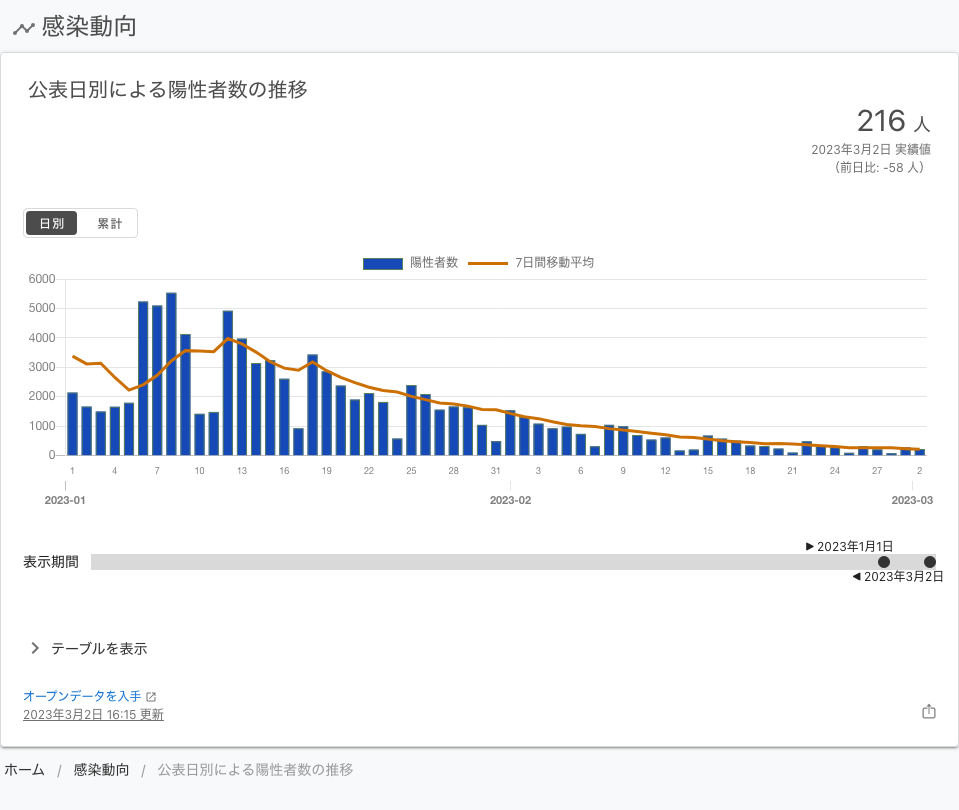 感染動向
公表日別による陽性者数の推移
216 人
2023年3月2日 実績値
（前日比: -58 人）
日別 累計
陽性者数 7日間移動平均
6000
5000
4000
3000
2000
1000
0
1 4 7 10 13 16 19 22 25 28 31 3 6 9 12 15 18 21 24 27 2
2023-01 2023-02 2023-03
2023年1月1日
表示期間
2023年3月2日
テーブルを表示
オープンデータを入手
2023年3月2日 16:15 更新
ホーム / 感染動向 / 公表日別による陽性者数の推移